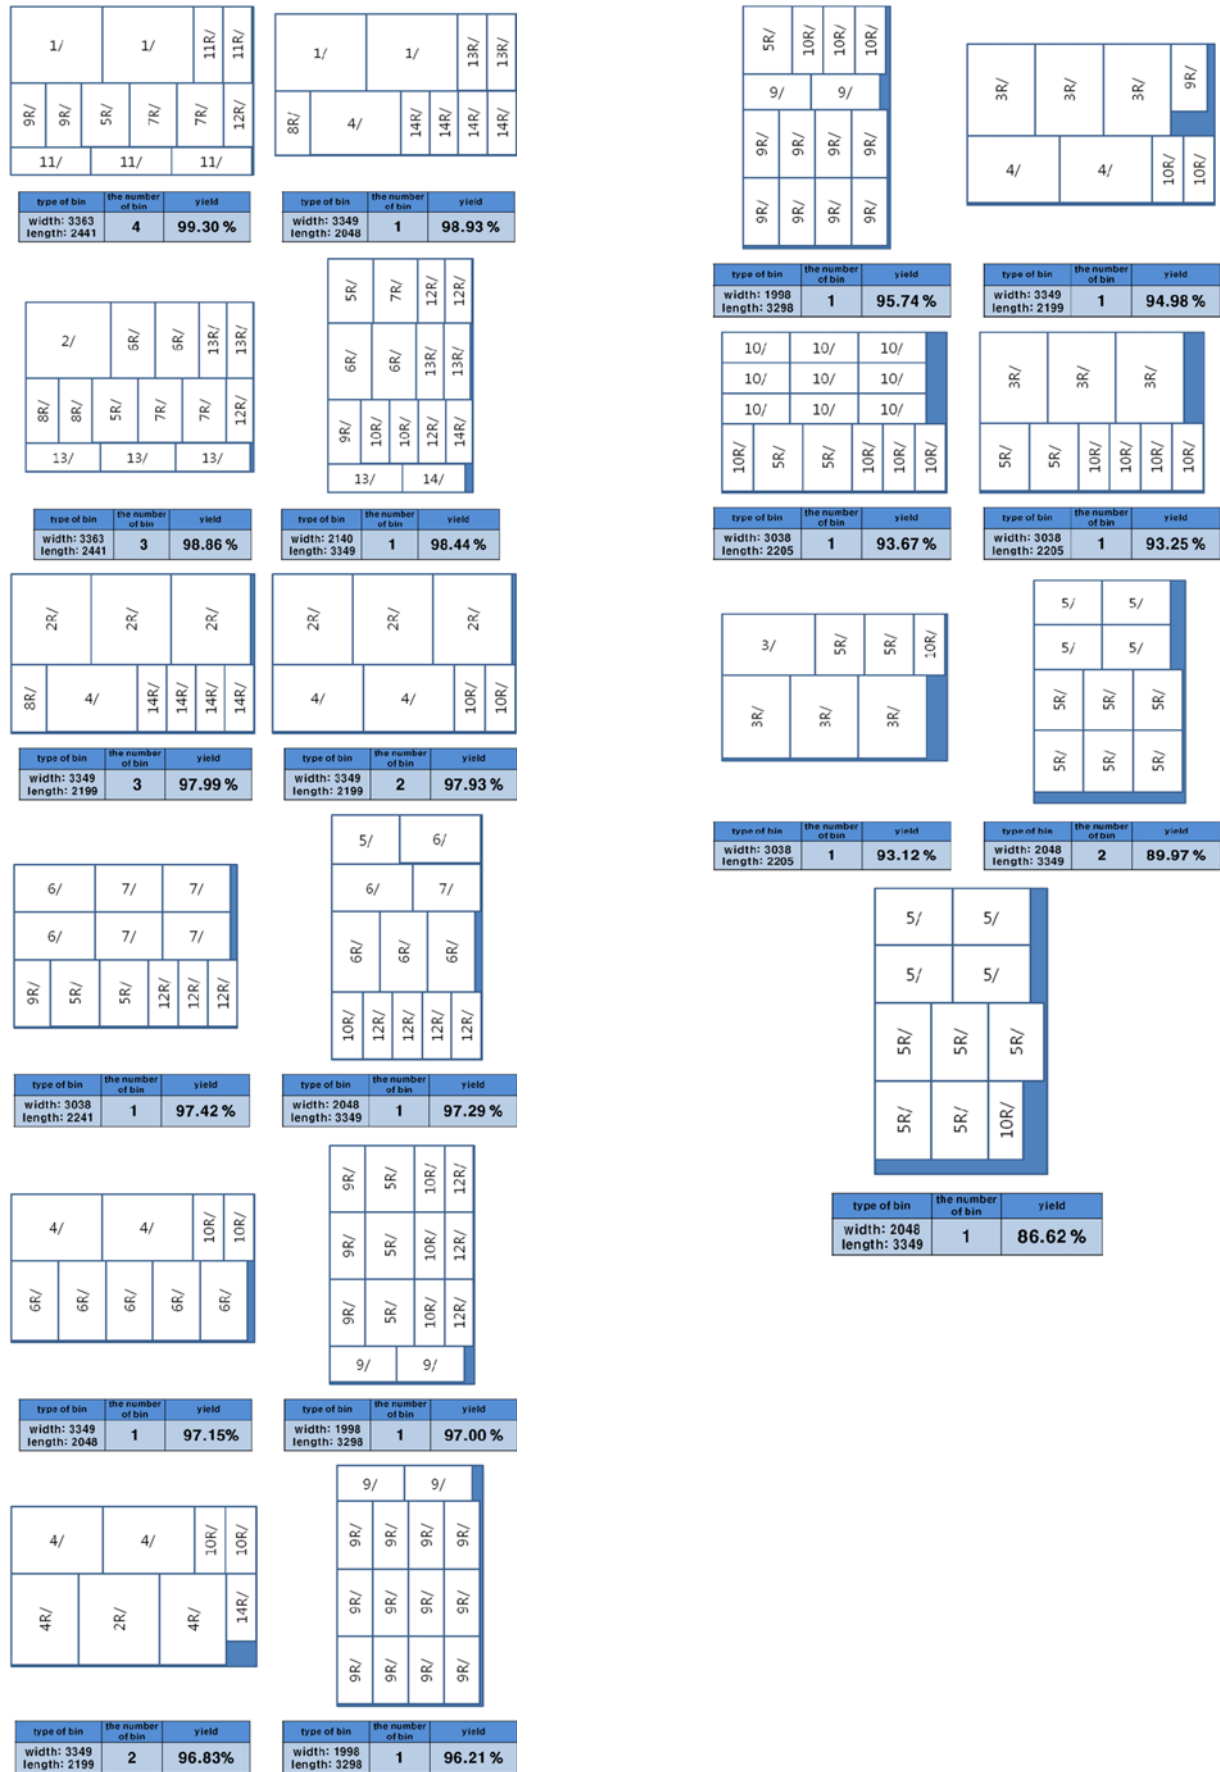 1/ 1/ 11R/ 11R/
9R/ 9R/ 5R/ 7R/ 7R/ 12R/
11/ 11/ 11/
type of bin the number of bin yield
width: 3363 length: 2441 4 99.30 %
1/ 1/ 13R/ 13R/
8R/ 4/ 14R/ 14R/ 14R/ 14R/
type of bin the number of bin yield
width: 3349 length: 2048 1 98.93 %
2/ 6R/ 6R/ 13R/ 13R/
8R/ 8R/ 5R/ 7R/ 7R/ 12R/
13/ 13/ 13/
type of bin the number of bin yield
width: 3363 length: 2441 3 98.86 %
5R/ 7R/ 12R/ 12R/
6R/ 6R/ 13R/ 13R/
9R/ 10R/ 10R/ 12R/ 14R/
13/ 14/
type of bin the number of bin yield
width: 2140 length: 3349 1 98.44 %
2R/ 2R/ 2R/
8R/ 4/ 14R/ 14R/ 14R/ 14R/
type of bin the number of bin yield
width: 3349 length: 2199 3 97.99 %
2R/ 2R/ 2R/
4/ 4/ 10R/ 10R/
type of bin the number of bin yield
width: 3349 length: 2199 2 97.93 %
6/ 7/ 7/
6/ 7/ 7/
9R/ 5R/ 5R/ 12R/ 12R/ 12R/
type of bin the number of bin yield
width: 3038 length: 2241 1 97.42 %
5/ 6/
6/ 7/
6R/ 6R/ 6R/
10R/ 12R/ 12R/ 12R/ 12R/
type of bin the number of bin yield
width: 2048 length: 3349 1 97.29 %
4/ 4/ 10R/ 10R/
6R/ 6R/ 6R/ 6R/ 6R/
type of bin the number of bin yield
width: 3349 length: 2048 1 97.15%
9R/ 5R/ 10R/ 12R/
9R/ 5R/ 10R/ 12R/
9R/ 5R/ 10R/ 12R/
9/ 9/
type of bin the number of bin yield
width: 1998 length: 3298 1 97.00 %
4/ 4/ 10R/ 10R/
4R/ 2R/ 4R/ 14R/
type of bin the number of bin yield
width: 3349 length: 2199 2 96.83%
9/ 9/
9R/ 9R/ 9R/ 9R/
9R/ 9R/ 9R/ 9R/
9R/ 9R/ 9R/ 9R/
type of bin the number of bin yield
width: 1998 length: 3298 1 96.21 %
5R/ 10R/ 10R/ 10R/
9/ 9/
9R/ 9R/ 9R/ 9R/
9R/ 9R/ 9R/ 9R/
type of bin the number of bin yield
width: 1998 length: 3298 1 95.74 %
3R/ 3R/ 3R/ 9R/
4/ 4/ 10R/ 10R/
type of bin the number of bin yield
width: 3349 length: 2199 1 94.98 %
10/ 10/ 10/
10/ 10/ 10/
10/ 10/ 10/
10R/ 5R/ 5R/ 10R/ 10R/ 10R/
type of bin the number of bin yield
width: 3038 length: 2205 1 93.67 %
3R/ 3R/ 3R/
5R/ 5R/ 10R/ 10R/ 10R/ 10R/
type of bin the number of bin yield
width: 3038 length: 2205 1 93.25 %
3/ 5R/ 5R/ 10R/
3R/ 3R/ 3R/
type of bin the number of bin yield
width: 3038 length: 2205 1 93.12 %
5/ 5/
5/ 5/
5R/ 5R/ 5R/
5R/ 5R/ 5R/
type of bin the number of bin yield
width: 2048 length: 3349 2 89.97 %
5/ 5/
5/ 5/
5R/ 5R/ 5R/
5R/ 5R/ 10R/
type of bin the number of bin yield
width: 2048 length: 3349 1 86.62 %